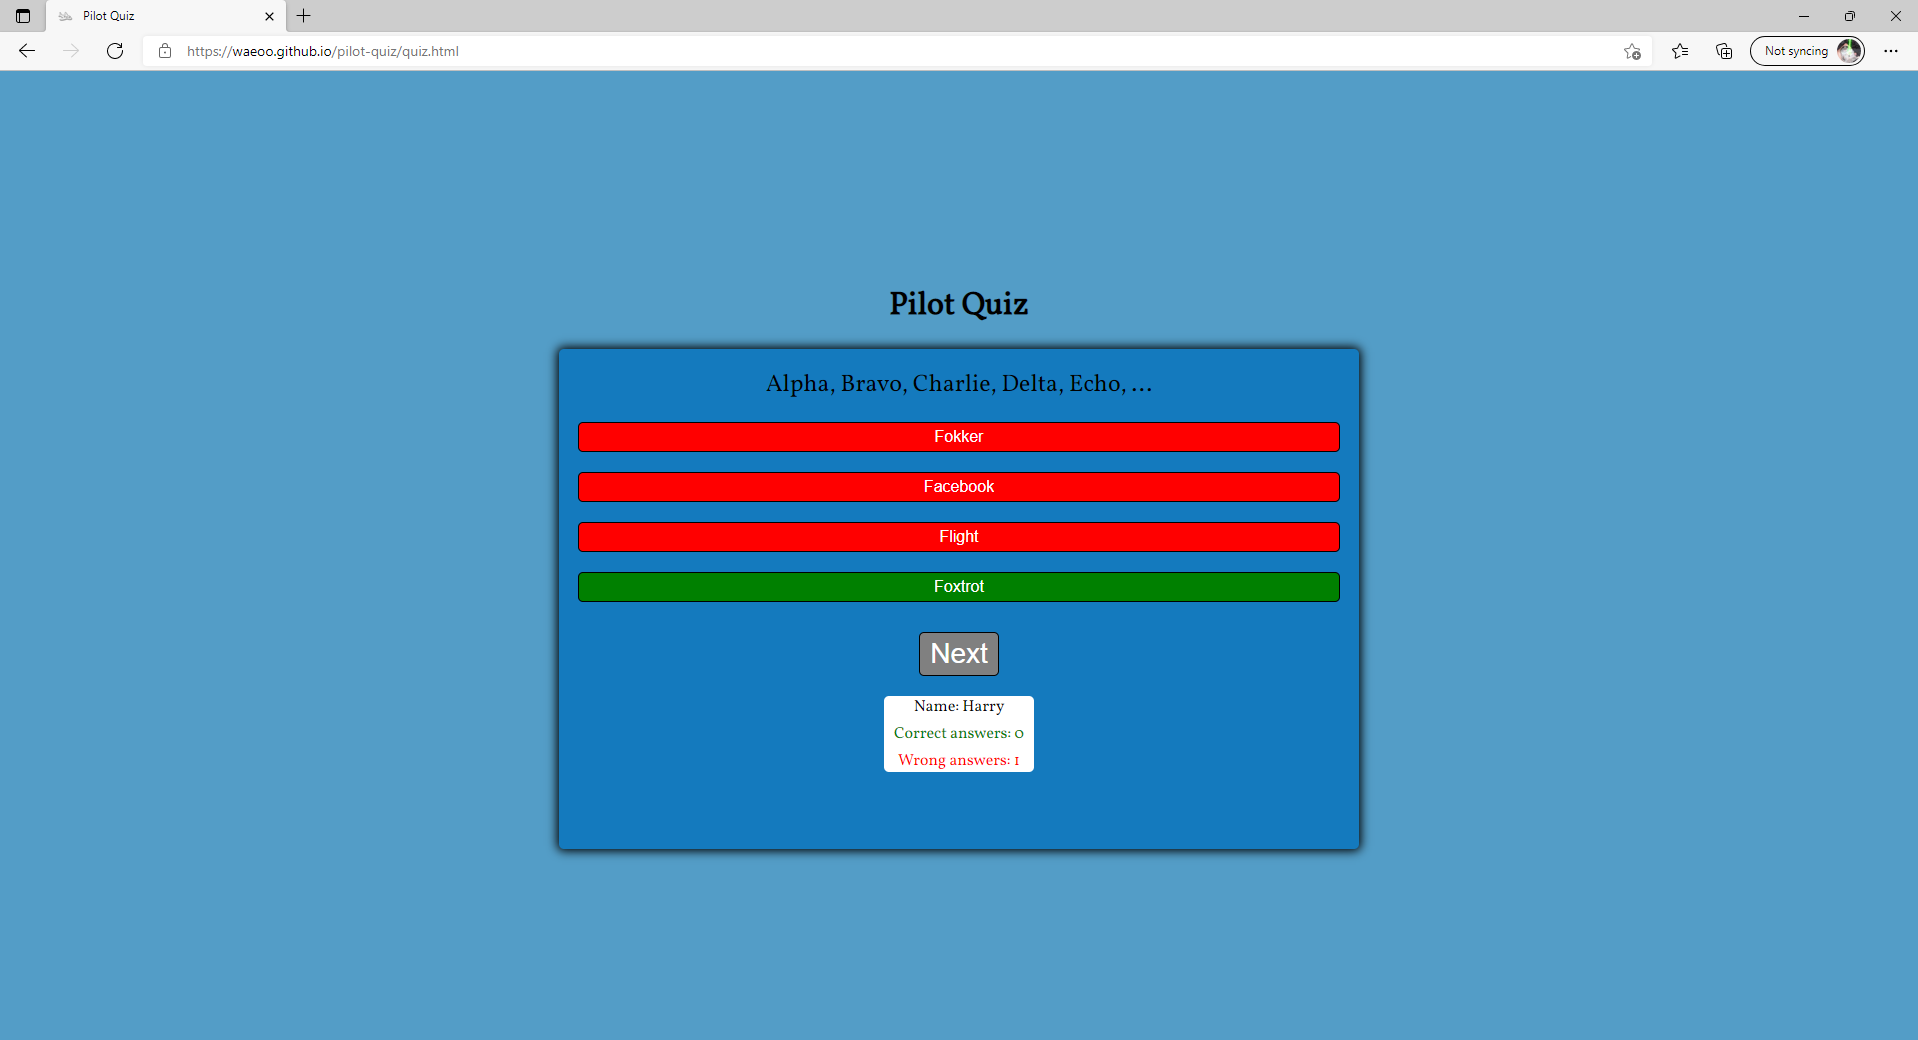 Pilot Quiz
https://waeoo.github.io/pilot-quiz/quiz.html
Not syncing
Pilot Quiz
Alpha, Bravo, Charlie, Delta, Echo, ...
Fokker
Facebook
Flight
Foxtrot
Next
Name: Harry
Correct answers: 0
Wrong answers: 1